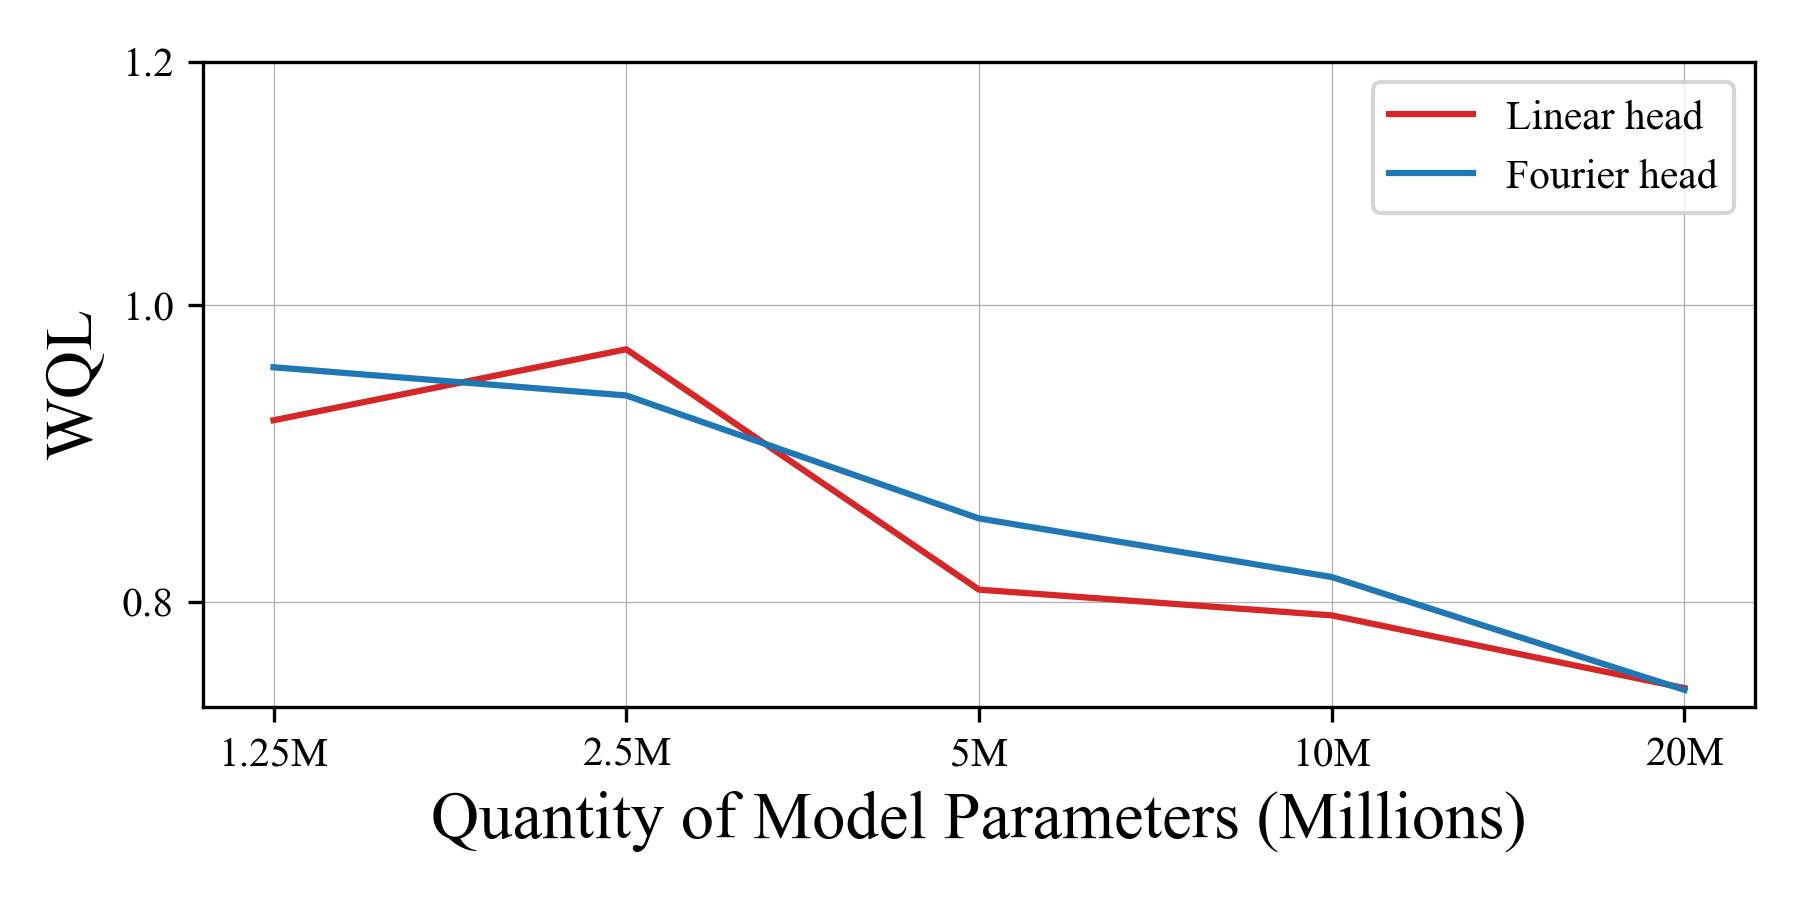 1.2
1.0
0.8
WQL
Linear head
Fourier head
1.25M 2.5M 5M 10M 20M
Quantity of Model Parameters (Millions)